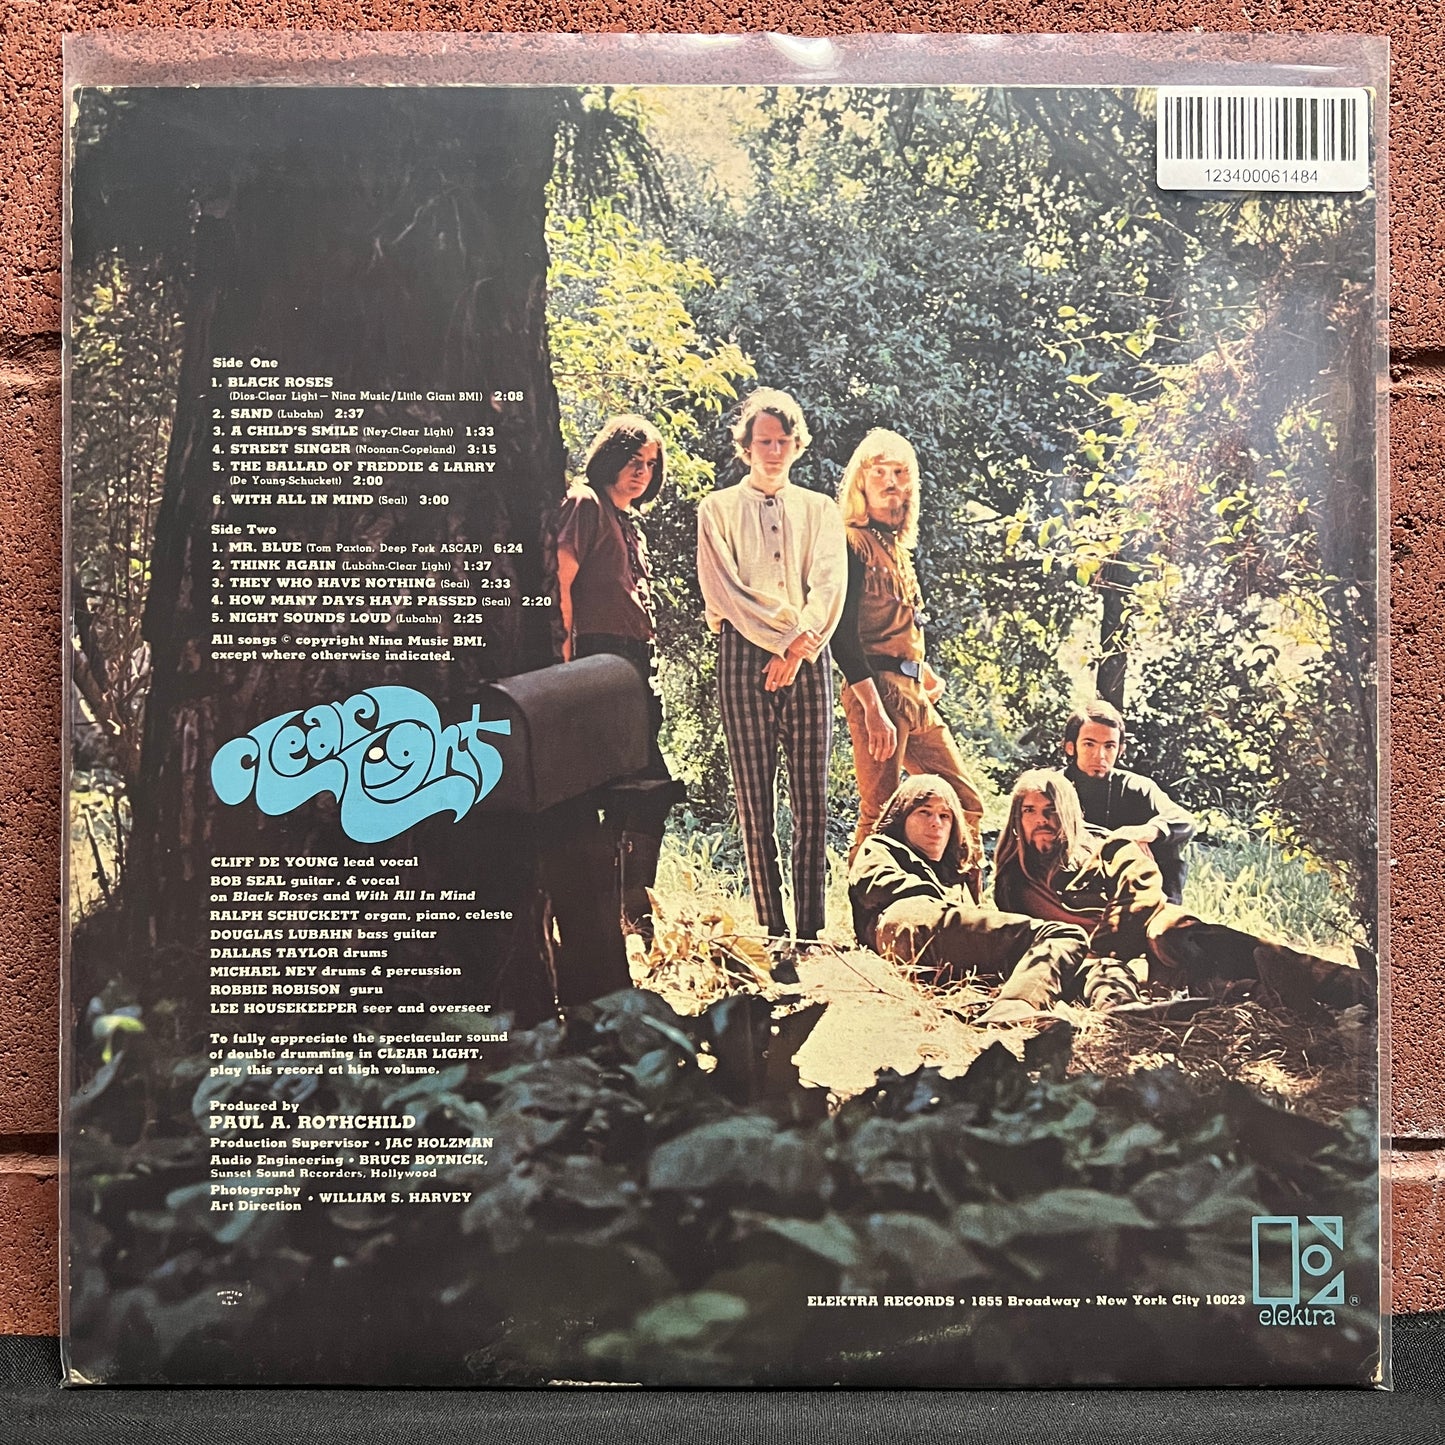 123400061484
Side One
1. BLACK ROSES
(Dios-Clear Light — Nina Music/Little Giant BMI) 2:08
2. SAND (Lubahn) 2:37
3. A CHILD'S SMILE (Ney-Clear Light) 1:33
4. STREET SINGER (Noonan-Copeland) 3:15
5. THE BALLAD OF FREDDIE & LARRY
(De Young-Schuckett) 2:00
6. WITH ALL IN MIND (Seal) 3:00
Side Two
1. MR. BLUE (Tom Paxton, Deep Fork ASCAP) 6:24
2. THINK AGAIN (Lubahn-Clear Light) 1:37
3. THEY WHO HAVE NOTHING (Seal) 2:33
4. HOW MANY DAYS HAVE PASSED (Seal) 2:20
5. NIGHT SOUNDS LOUD (Lubahn) 2:25
All songs © copyright Nina Music BMI,
except where otherwise indicated.
Clear Light
CLIFF DE YOUNG lead vocal
BOB SEAL guitar, & vocal
on Black Roses and With All In Mind
RALPH SCHUCKETT organ, piano, celeste
DOUGLAS LUBAHN bass guitar
DALLAS TAYLOR drums
MICHAEL NEY drums & percussion
ROBBIE ROBISON guru
LEE HOUSEKEEPER seer and overseer
To fully appreciate the spectacular sound
of double drumming in CLEAR LIGHT,
play this record at high volume.
Produced by
PAUL A. ROTHCHILD
Production Supervisor • JAC HOLZMAN
Audio Engineering • BRUCE BOTNICK,
Sunset Sound Recorders, Hollywood
Photography
Art Direction • WILLIAM S. HARVEY
PRINTED
IN
U.S.A.
ELEKTRA RECORDS • 1855 Broadway • New York City 10023
elektra ®